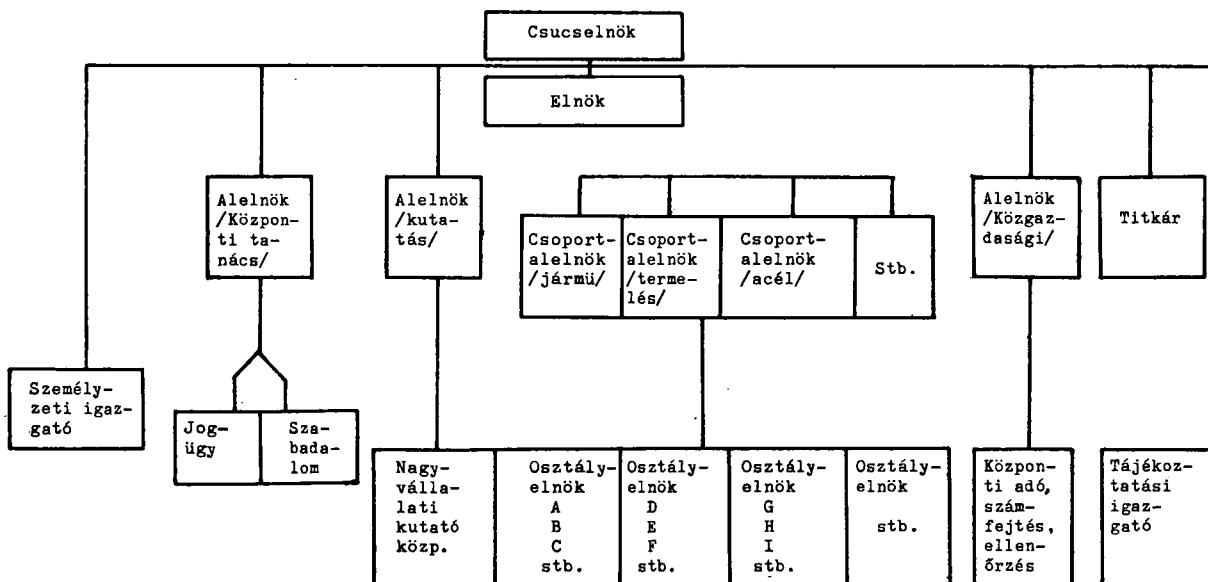 Csucselnök
Elnök
Alelnök
/Közpon-
ti ta-
nács/
Alelnök
/kuta-
tás/
Csoport-
alelnök
/jármü/
Csoport-
alelnök
/terme-
lés/
Csoport-
alelnök
/acél/
Stb.
Alelnök
/Közgaz-
dasági/
Titkár
Személy-
zeti igaz-
gató
Jog-
ügy
Sza-
bada-
lom
Nagy-
válla-
lati
kutató
közp.
Osztály-
elnök
A
B
C
stb.
Osztály-
elnök
D
E
F
stb.
Osztály-
elnök
G
H
I
stb.
Osztály-
elnök
stb.
Közpon-
ti adó,
szám-
fejtés,
ellen-
őrzés
Tájékoz-
tatási
igaz-
gató